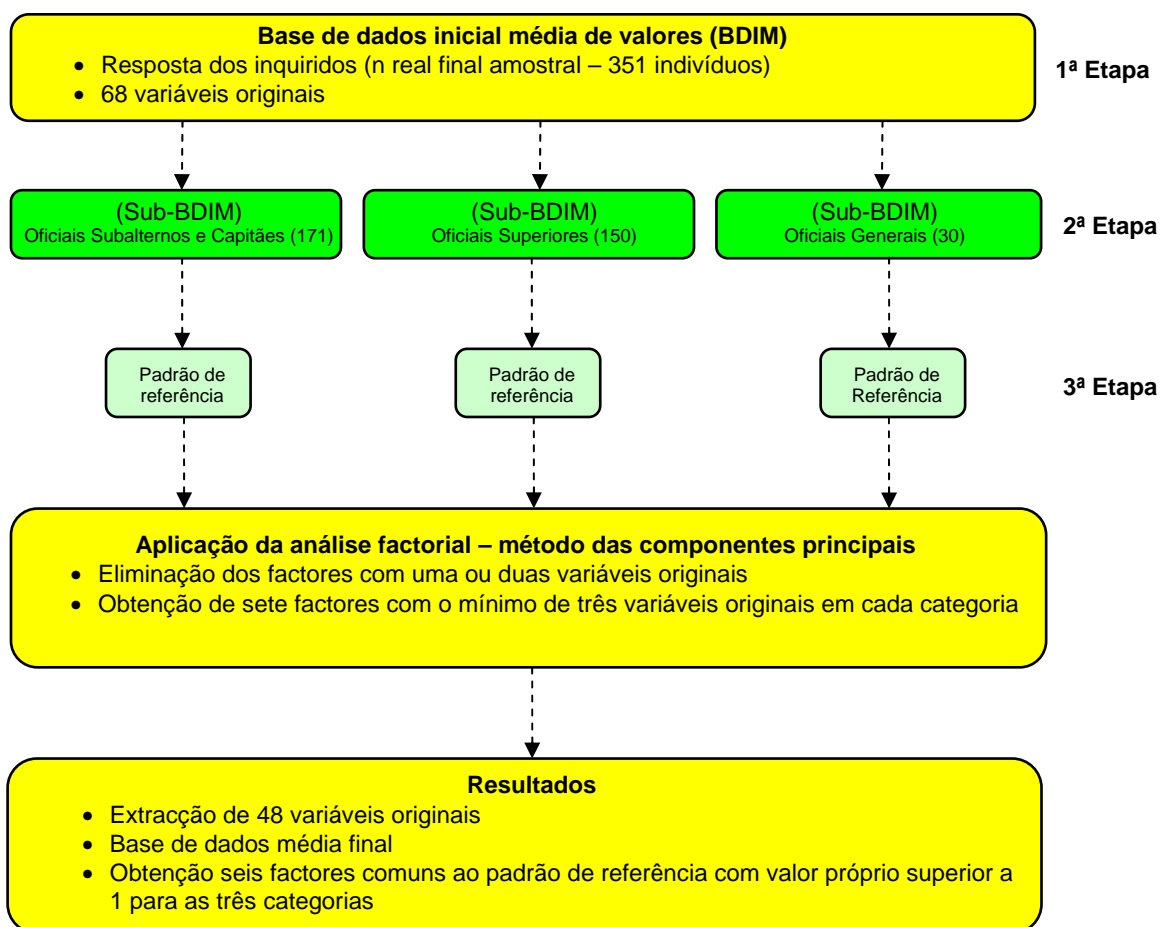 Base de dados inicial média de valores (BDIM)
• Resposta dos inquiridos (n real final amostral – 351 indivíduos)
• 68 variáveis originais
1ª Etapa
(Sub-BDIM)
Oficiais Subalternos e Capitães (171)
(Sub-BDIM)
Oficiais Superiores (150)
(Sub-BDIM)
Oficiais Generais (30)
2ª Etapa
Padrão de
referência
Padrão de
referência
Padrão de
Referência
3ª Etapa
Aplicação da análise factorial – método das componentes principais
• Eliminação dos factores com uma ou duas variáveis originais
• Obtenção de sete factores com o mínimo de três variáveis originais em cada categoria
Resultados
• Extracção de 48 variáveis originais
• Base de dados média final
• Obtenção seis factores comuns ao padrão de referência com valor próprio superior a
1 para as três categorias